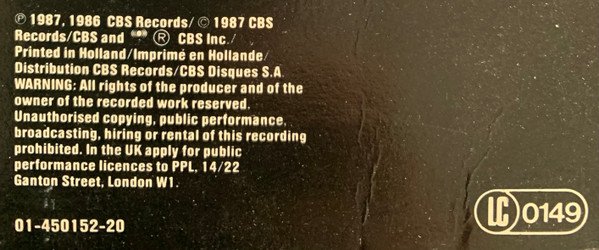 ℗ 1987, 1986 CBS Records/ © 1987 CBS
Records/CBS and ® CBS Inc./
Printed in Holland/Imprimé en Hollande/
Distribution CBS Records/CBS Disques S.A.
WARNING: All rights of the producer and of the
owner of the recorded work reserved.
Unauthorised copying, public performance,
broadcasting, hiring or rental of this recording
prohibited. In the UK apply for public
performance licences to PPL, 14/22
Ganton Street, London W1.
01-450152-20
LC 0149